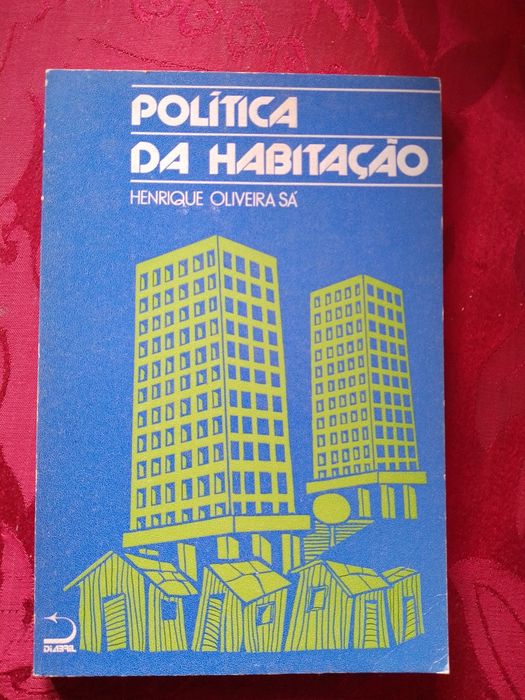 POLÍTICA
DA HABITAÇÃO
HENRIQUE OLIVEIRA SÁ
DIABRIL